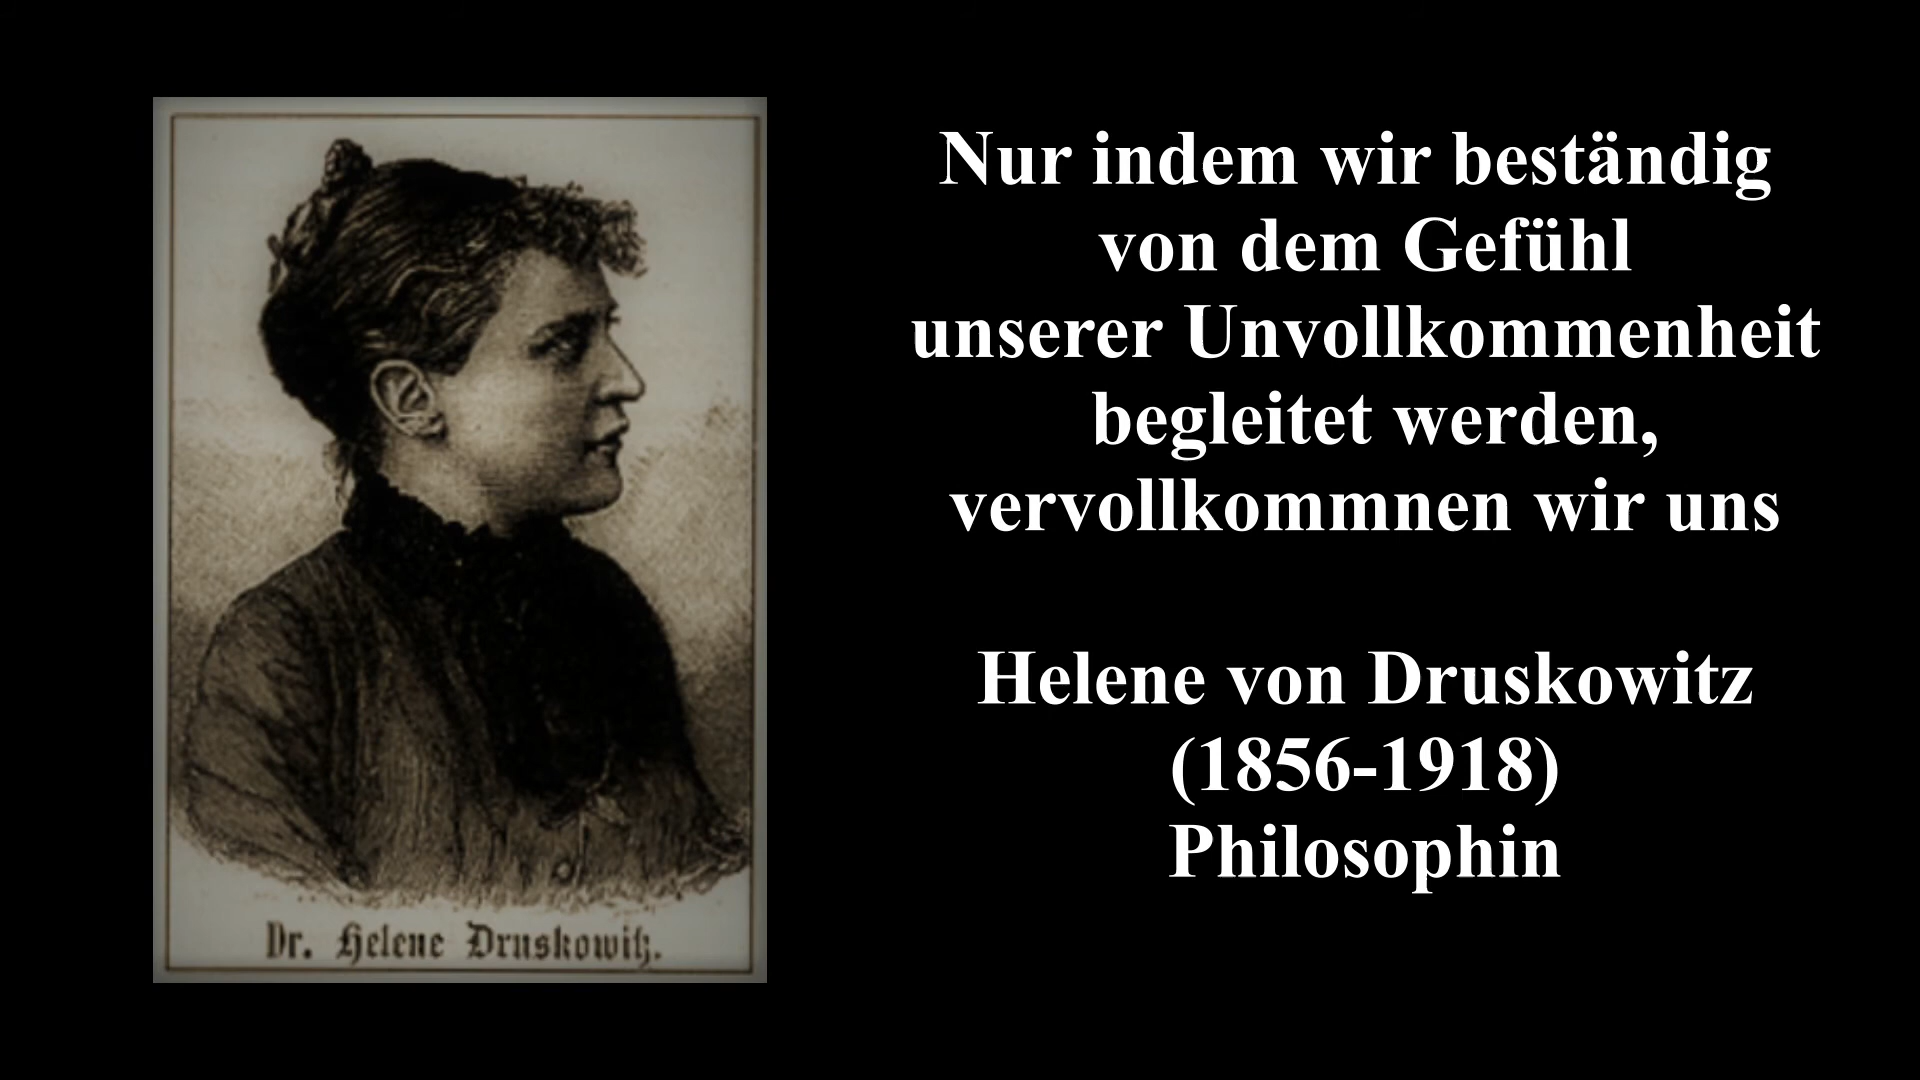 Nur indem wir beständig
von dem Gefühl
unserer Unvollkommenheit
begleitet werden,
vervollkommnen wir uns
Helene von Druskowitz
(1856-1918)
Philosophin
Dr. Helene Druskowitz.